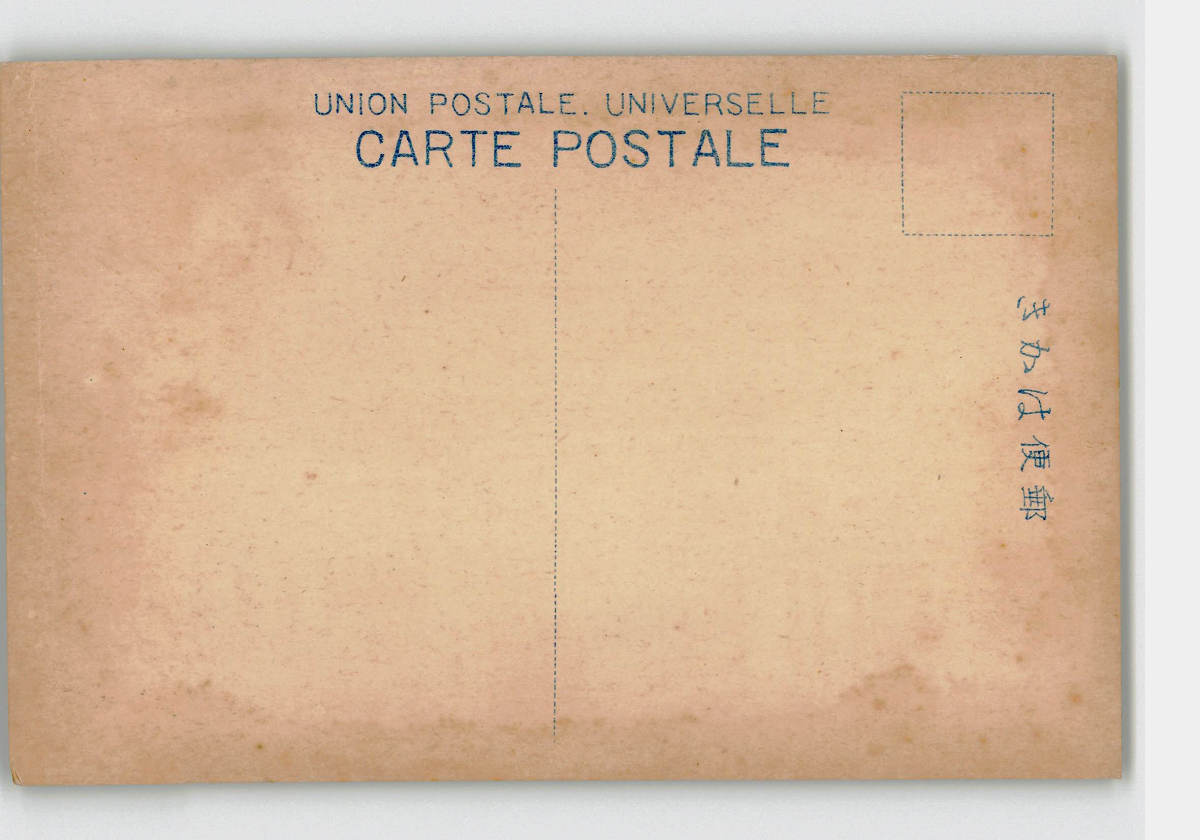 UNION POSTALE. UNIVERSELLE
CARTE POSTALE
きかは便郵